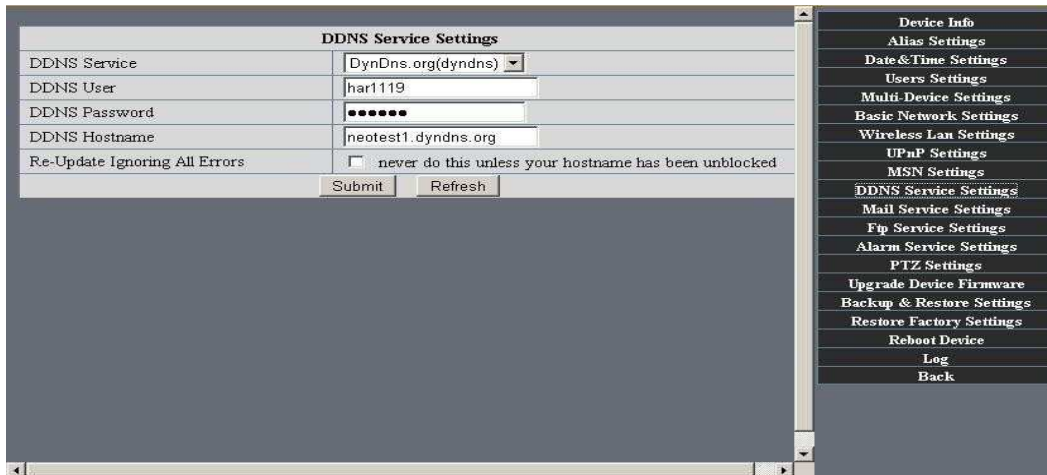 DDNS Service Settings
DDNS Service DynDns.org(dyndns)
DDNS User har1119
DDNS Password ●●●●●●
DDNS Hostname neotest1.dyndns.org
Re-Update Ignoring All Errors never do this unless your hostname has been unblocked
Submit Refresh
Device Info
Alias Settings
Date&Time Settings
Users Settings
Multi-Device Settings
Basic Network Settings
Wireless Lan Settings
UPnP Settings
MSN Settings
DDNS Service Settings
Mail Service Settings
Ftp Service Settings
Alarm Service Settings
PTZ Settings
Upgrade Device Firmware
Backup & Restore Settings
Restore Factory Settings
Reboot Device
Log
Back